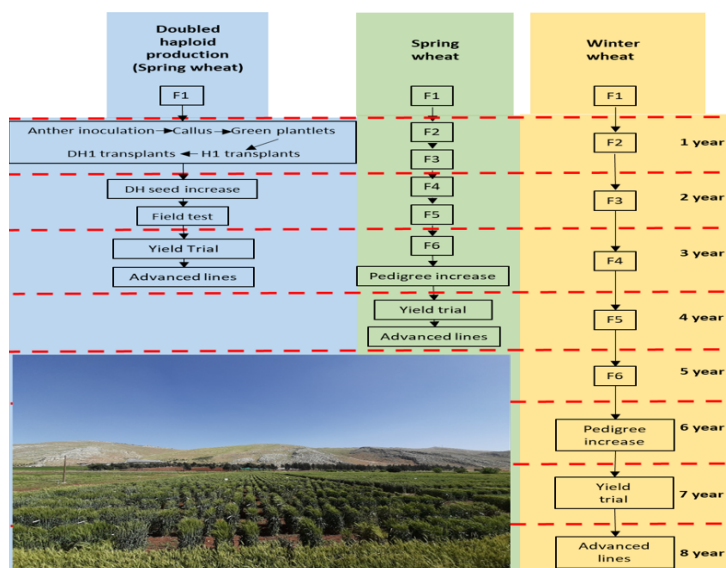 Doubled
haploid
production
(Spring wheat)
F1
Anther inoculation Callus Green plantlets
DH1 transplants H1 transplants
DH seed increase
Field test
Yield Trial
Advanced lines
Spring
wheat
F1
F2
F3
F4
F5
F6
Pedigree increase
Yield trial
Advanced lines
Winter
wheat
F1
F2
F3
F4
F5
F6
Pedigree
increase
Yield
trial
Advanced
lines
1 year
2 year
3 year
4 year
5 year
6 year
7 year
8 year